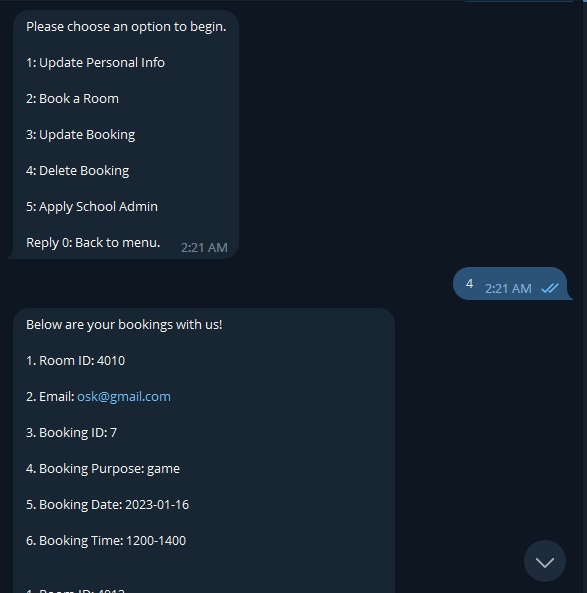 Please choose an option to begin.
1: Update Personal Info
2: Book a Room
3: Update Booking
4: Delete Booking
5: Apply School Admin
Reply 0: Back to menu.
2:21 AM
4
2:21 AM
Below are your bookings with us!
1. Room ID: 4010
2. Email: osk@gmail.com
3. Booking ID: 7
4. Booking Purpose: game
5. Booking Date: 2023-01-16
6. Booking Time: 1200-1400
1. Room ID: